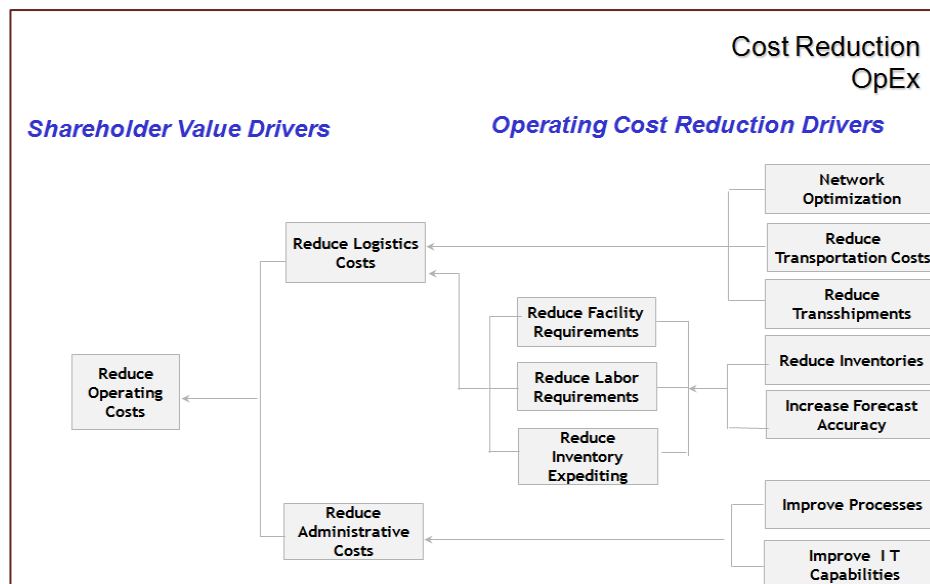 Cost Reduction
OpEx
Shareholder Value Drivers
Operating Cost Reduction Drivers
Network
Optimization
Reduce Logistics
Costs
Reduce
Transportation Costs
Reduce
Transshipments
Reduce Facility
Requirements
Reduce Inventories
Reduce
Operating
Costs
Reduce Labor
Requirements
Increase Forecast
Accuracy
Reduce
Inventory
Expediting
Reduce
Administrative
Costs
Improve Processes
Improve I T
Capabilities